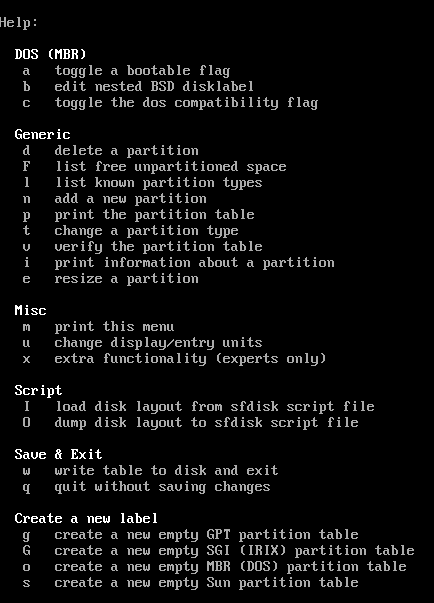 Help:
DOS (MBR)
a toggle a bootable flag
b edit nested BSD disklabel
c toggle the dos compatibility flag
Generic
d delete a partition
F list free unpartitioned space
l list known partition types
n add a new partition
p print the partition table
t change a partition type
v verify the partition table
i print information about a partition
e resize a partition
Misc
m print this menu
u change display/entry units
x extra functionality (experts only)
Script
I load disk layout from sfdisk script file
O dump disk layout to sfdisk script file
Save & Exit
w write table to disk and exit
q quit without saving changes
Create a new label
g create a new empty GPT partition table
G create a new empty SGI (IRIX) partition table
o create a new empty MBR (DOS) partition table
s create a new empty Sun partition table